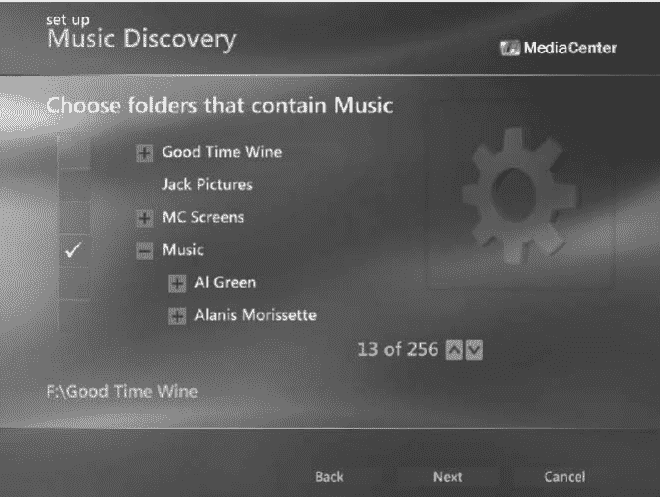 set up
Music Discovery
MediaCenter
Choose folders that contain Music
Good Time Wine
Jack Pictures
MC Screens
Music
Al Green
Alanis Morissette
13 of 256
F:\Good Time Wine
Back Next Cancel